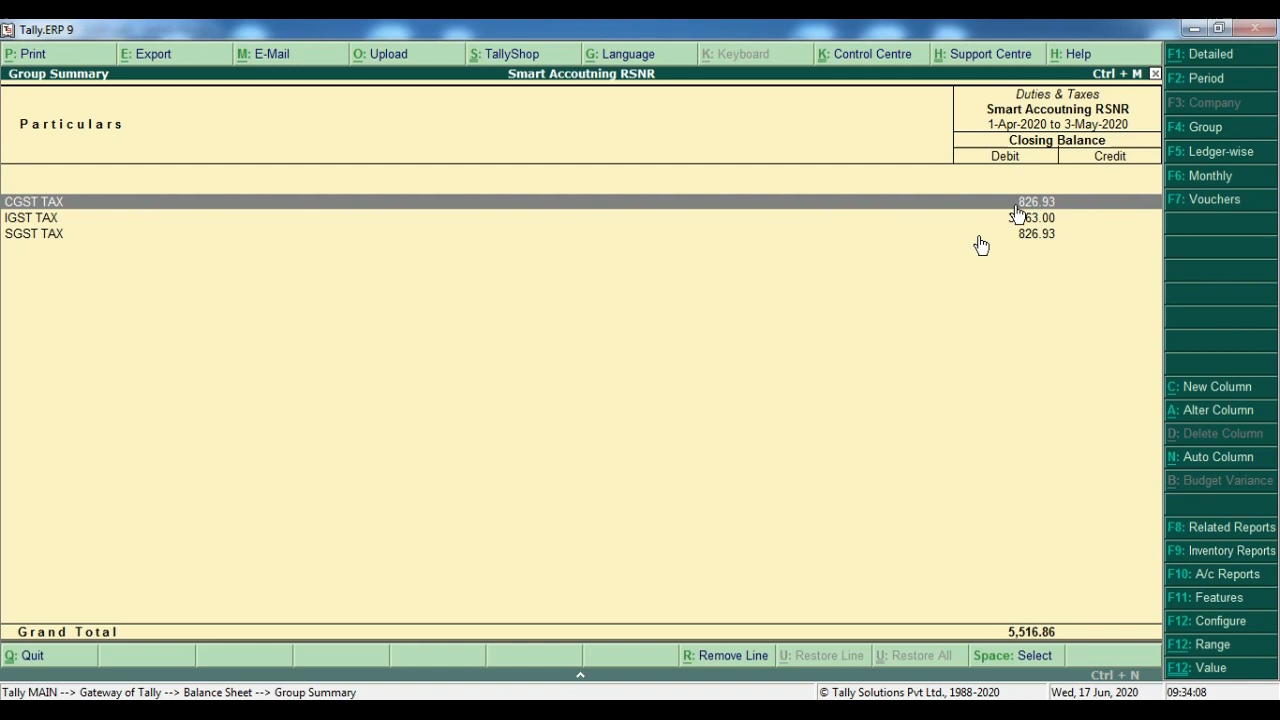 Tally.ERP 9
P: Print E: Export M: E-Mail O: Upload S: TallyShop G: Language K: Keyboard K: Control Centre H: Support Centre H: Help
Group Summary Smart Accoutning RSNR Ctrl + M
Particulars
Duties & Taxes
Smart Accoutning RSNR
1-Apr-2020 to 3-May-2020
Closing Balance
Debit Credit
CGST TAX 826.93
IGST TAX 63.00
SGST TAX 826.93
Grand Total 5,516.86
Q: Quit R: Remove Line U: Restore Line U: Restore All Space: Select
Ctrl + N
Tally MAIN --> Gateway of Tally --> Balance Sheet --> Group Summary © Tally Solutions Pvt Ltd., 1988-2020 Wed, 17 Jun, 2020 09:34:08
F1: Detailed
F2: Period
F3: Company
F4: Group
F5: Ledger-wise
F6: Monthly
F7: Vouchers
C: New Column
A: Alter Column
D: Delete Column
N: Auto Column
B: Budget Variance
F8: Related Reports
F9: Inventory Reports
F10: A/c Reports
F11: Features
F12: Configure
F12: Range
F12: Value